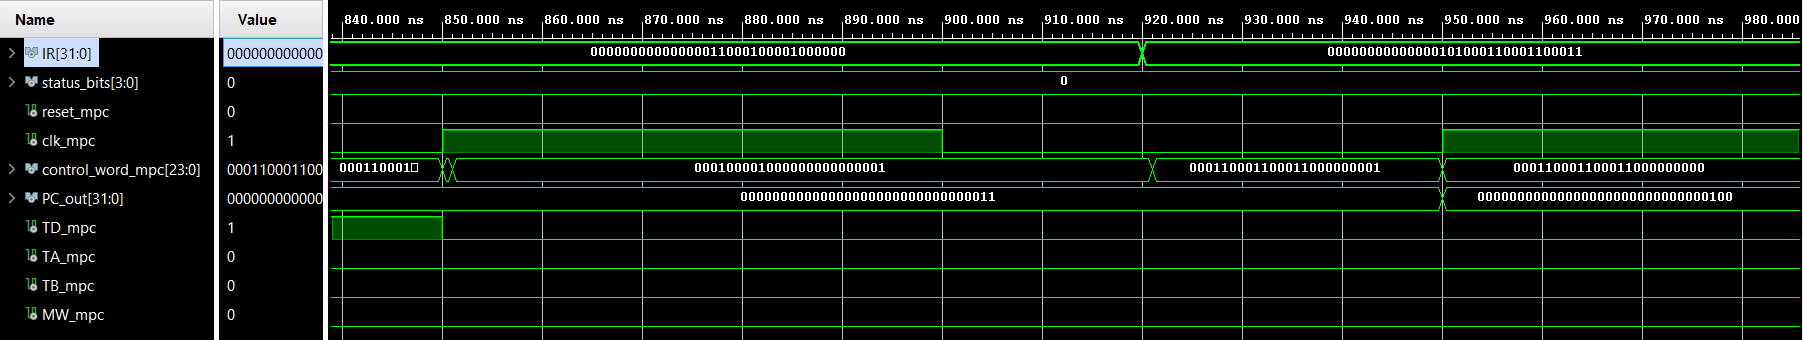 Name Value 840.000 ns 850.000 ns 860.000 ns 870.000 ns 880.000 ns 890.000 ns 900.000 ns 910.000 ns 920.000 ns 930.000 ns 940.000 ns 950.000 ns 960.000 ns 970.000 ns 980.000
IR[31:0] 000000000000 00000000000000011000100001000000 00000000000000101000110001100011
status_bits[3:0] 0 0
reset_mpc 0
clk_mpc 1
control_word_mpc[23:0] 000110001100 000110001 000100001000000000000001 000110001100011000000001 000110001100011000000000
PC_out[31:0] 000000000000 00000000000000000000000000000011 00000000000000000000000000000100
TD_mpc 1
TA_mpc 0
TB_mpc 0
MW_mpc 0